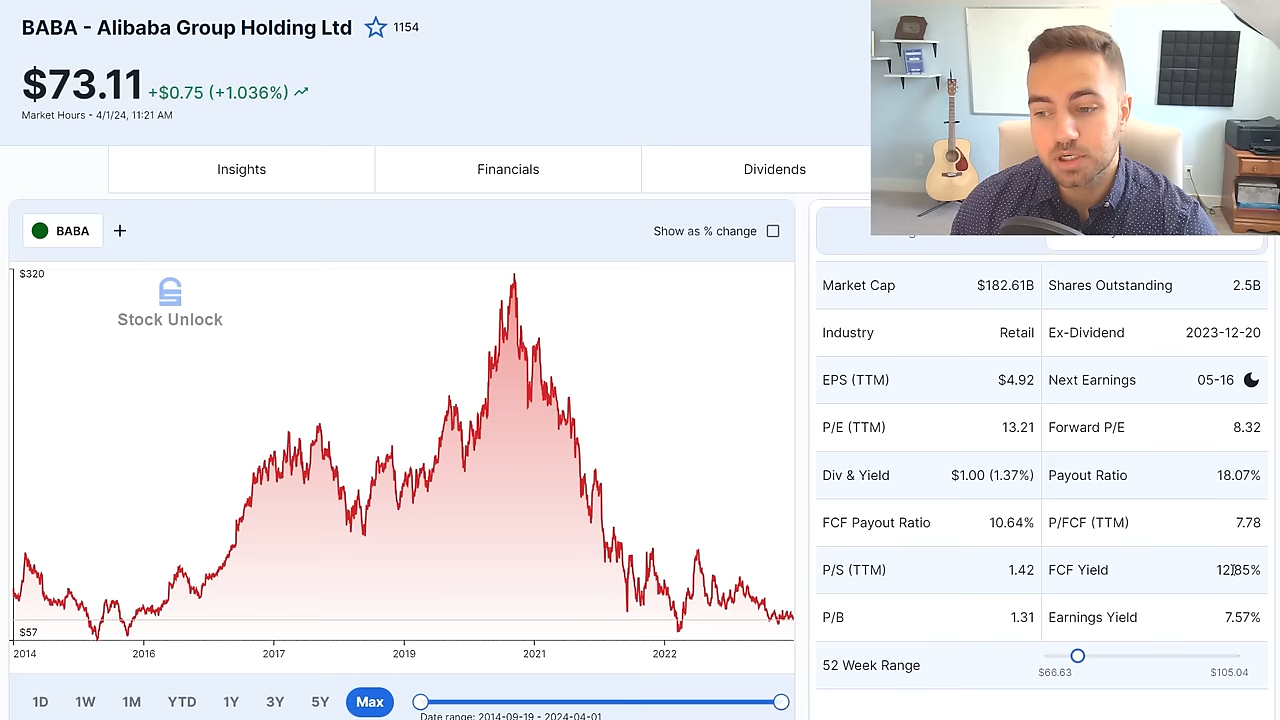 BABA - Alibaba Group Holding Ltd 1154
$73.11 +$0.75 (+1.036%)
Market Hours - 4/1/24, 11:21 AM
Insights Financials Dividends
BABA + Show as % change
$320
Stock Unlock
$57
2014 2016 2017 2019 2021 2022
1D 1W 1M YTD 1Y 3Y 5Y Max
Date range: 2014-09-19 - 2024-04-01
Market Cap $182.61B Shares Outstanding 2.5B
Industry Retail Ex-Dividend 2023-12-20
EPS (TTM) $4.92 Next Earnings 05-16
P/E (TTM) 13.21 Forward P/E 8.32
Div & Yield $1.00 (1.37%) Payout Ratio 18.07%
FCF Payout Ratio 10.64% P/FCF (TTM) 7.78
P/S (TTM) 1.42 FCF Yield 12.85%
P/B 1.31 Earnings Yield 7.57%
52 Week Range $66.63 $105.04